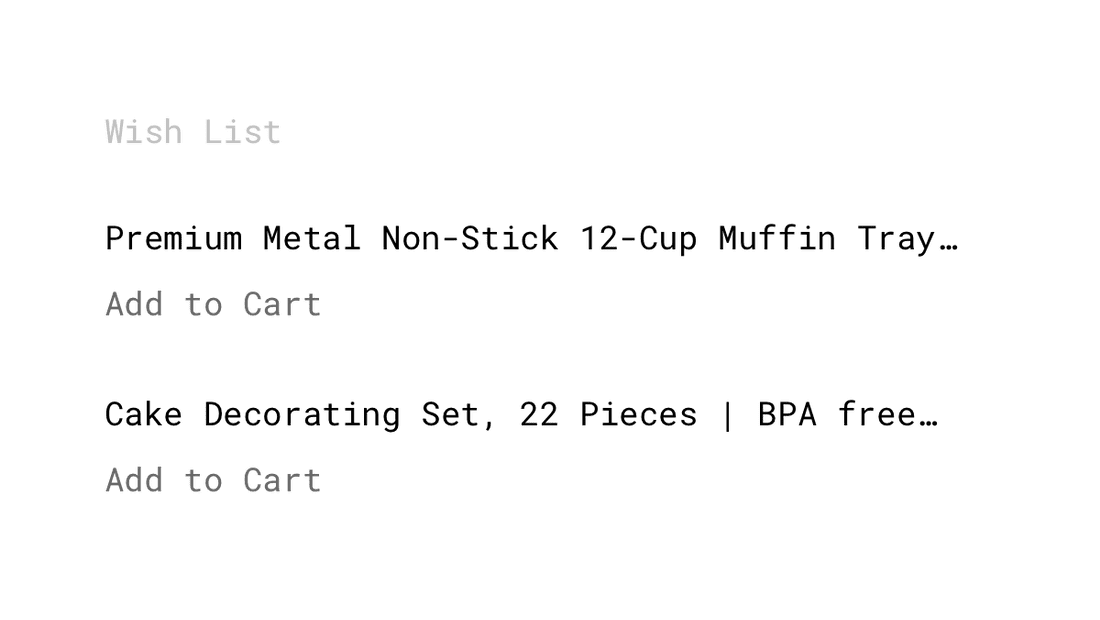 Wish List
Premium Metal Non-Stick 12-Cup Muffin Tray…
Add to Cart
Cake Decorating Set, 22 Pieces | BPA free…
Add to Cart